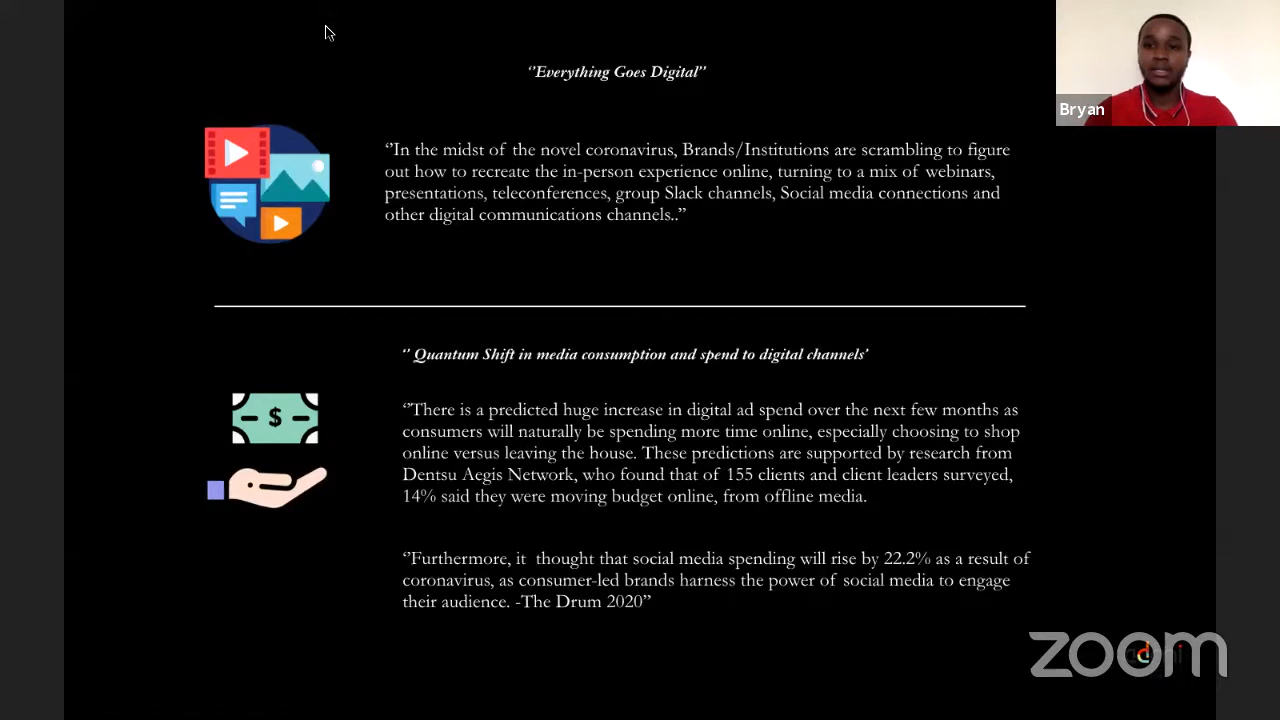 ‘'Everything Goes Digital’'
Bryan
‘'In the midst of the novel coronavirus, Brands/Institutions are scrambling to figure
out how to recreate the in-person experience online, turning to a mix of webinars,
presentations, teleconferences, group Slack channels, Social media connections and
other digital communications channels..’'
‘' Quantum Shift in media consumption and spend to digital channels’
$
‘'There is a predicted huge increase in digital ad spend over the next few months as
consumers will naturally be spending more time online, especially choosing to shop
online versus leaving the house. These predictions are supported by research from
Dentsu Aegis Network, who found that of 155 clients and client leaders surveyed,
14% said they were moving budget online, from offline media.
‘'Furthermore, it thought that social media spending will rise by 22.2% as a result of
coronavirus, as consumer-led brands harness the power of social media to engage
their audience. -The Drum 2020’'
zoom